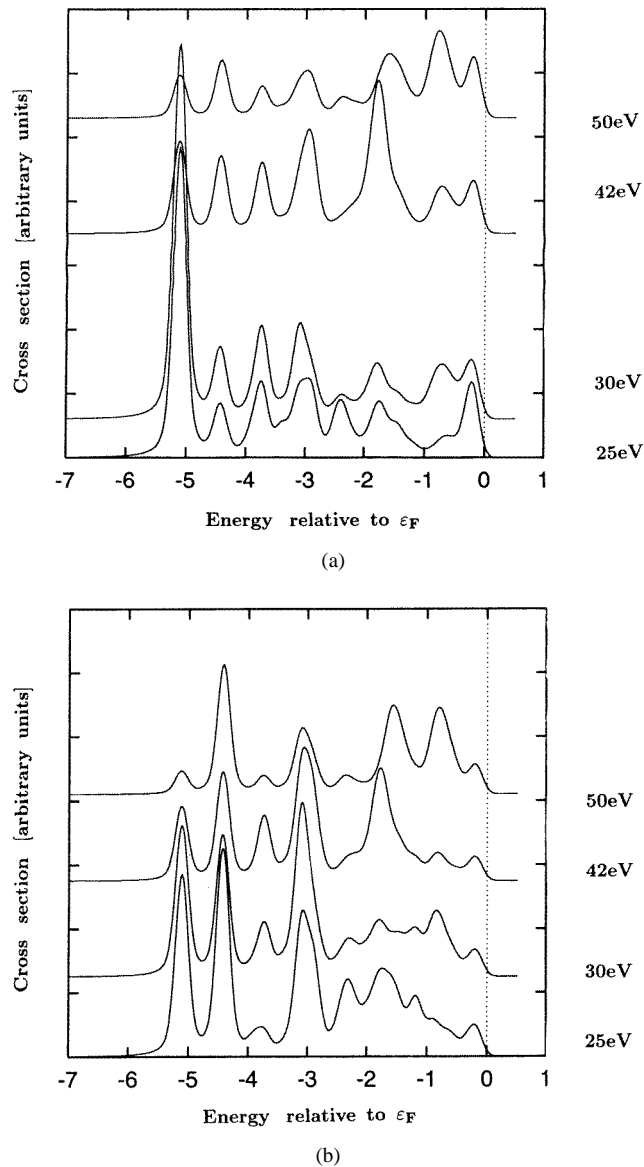 Cross section [arbitrary units]
50eV
42eV
30eV
25eV
-7 -6 -5 -4 -3 -2 -1 0 1
Energy relative to εF
(a)
Cross section [arbitrary units]
50eV
42eV
30eV
25eV
-7 -6 -5 -4 -3 -2 -1 0 1
Energy relative to εF
(b)